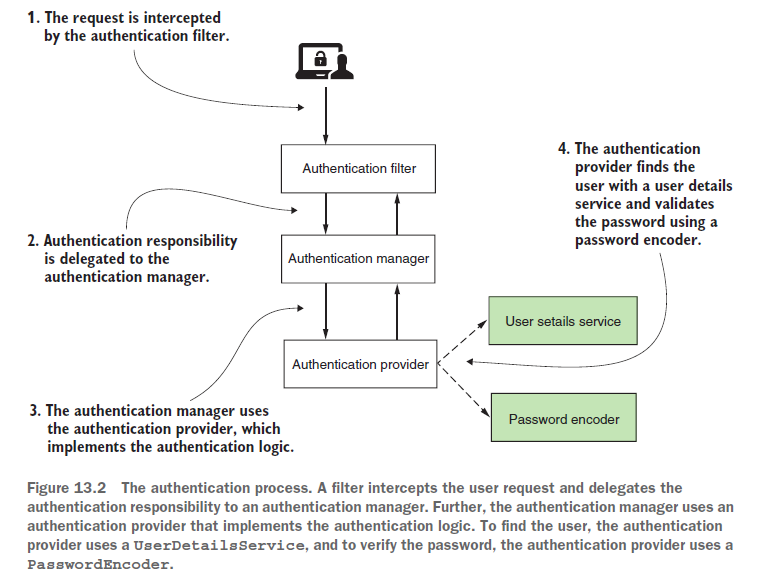 1. The request is intercepted
by the authentication filter.
Authentication filter
4. The authentication
provider finds the
user with a user details
service and validates
the password using a
password encoder.
2. Authentication responsibility
is delegated to the
authentication manager.
Authentication manager
User setails service
Authentication provider
3. The authentication manager uses
the authentication provider, which
implements the authentication logic.
Password encoder
Figure 13.2 The authentication process. A filter intercepts the user request and delegates the
authentication responsibility to an authentication manager. Further, the authentication manager uses an
authentication provider that implements the authentication logic. To find the user, the authentication
provider uses a UserDetailsService, and to verify the password, the authentication provider uses a
PasswordEncoder.